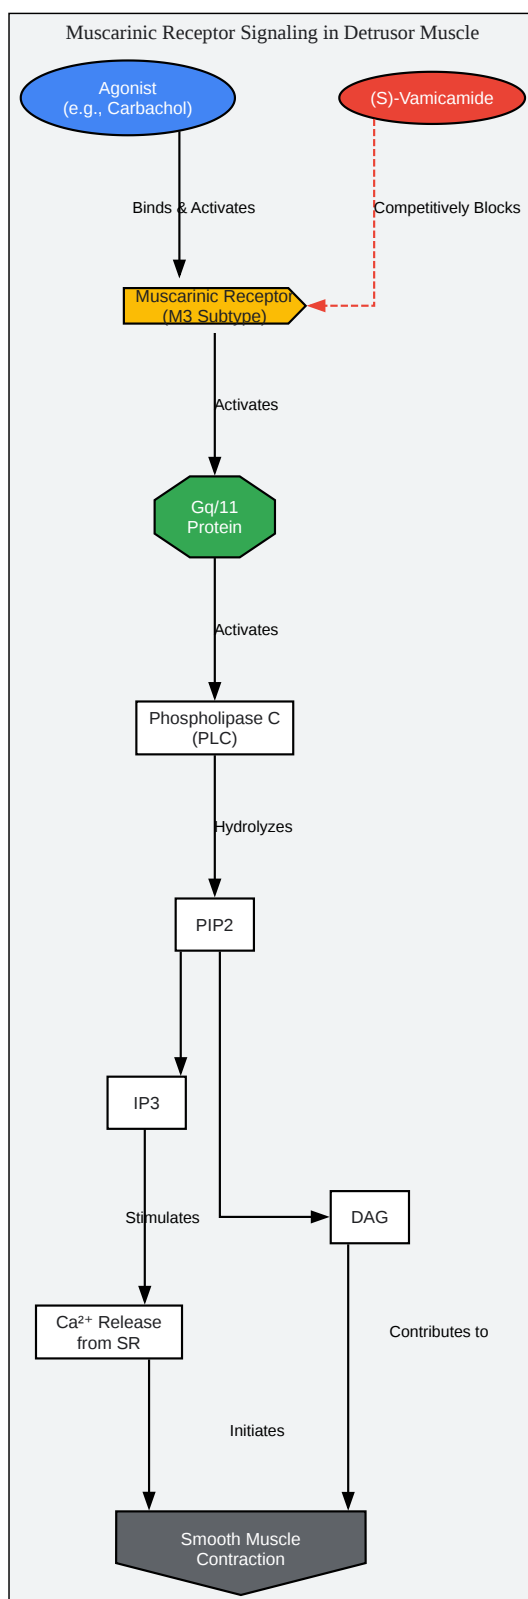 Muscarinic Receptor Signaling in Detrusor Muscle
Agonist
(e.g., Carbachol)
(S)-Vamicamide
Binds & Activates
Competitively Blocks
Muscarinic Receptor
(M3 Subtype)
Activates
Gq/11
Protein
Activates
Phospholipase C
(PLC)
Hydrolyzes
PIP2
IP3
Stimulates
DAG
Ca²⁺ Release
from SR
Contributes to
Initiates
Smooth Muscle
Contraction